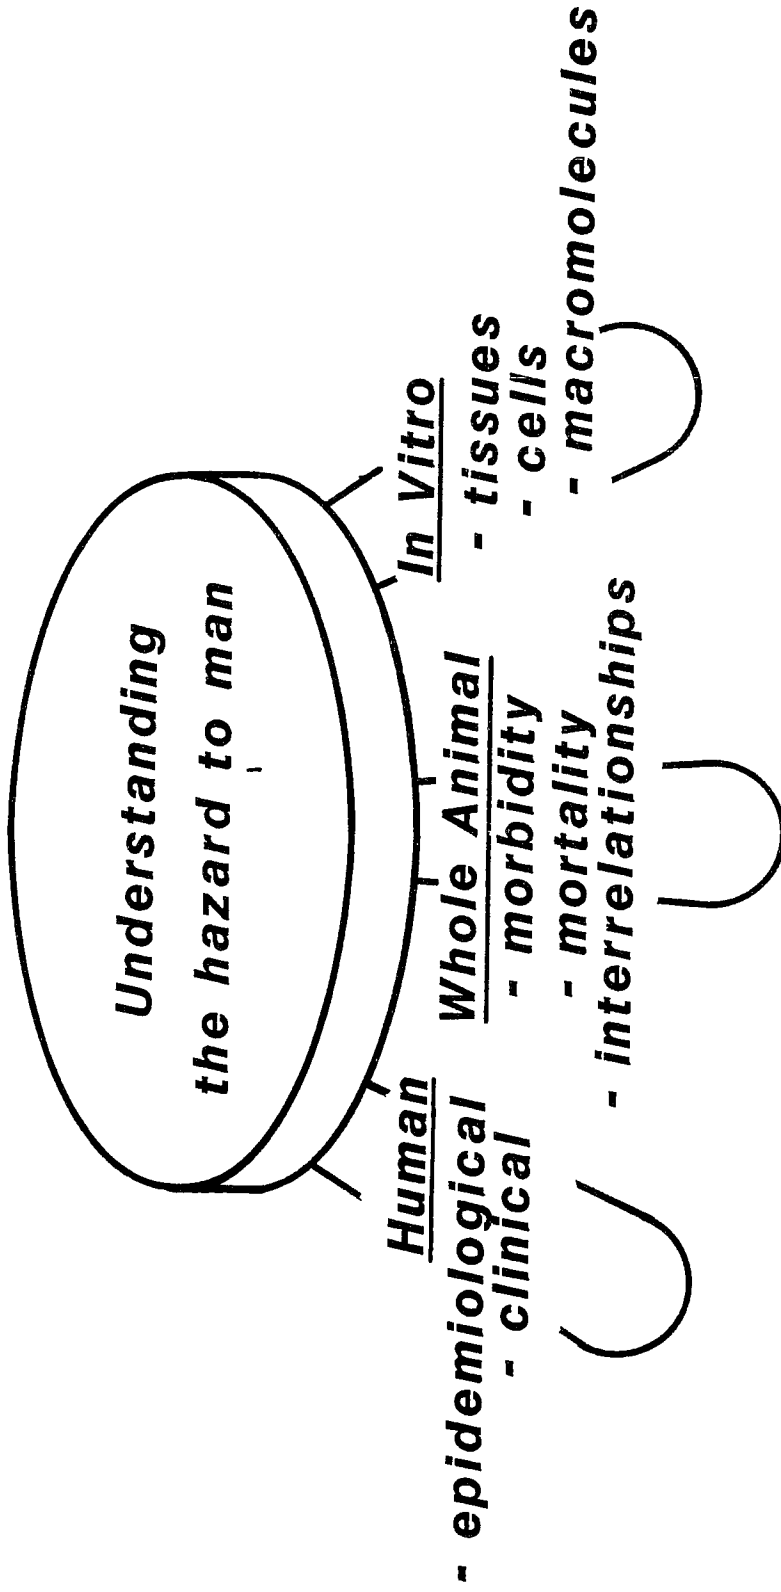 Understanding
the hazard to man
Human
- epidemiological
- clinical
Whole Animal
- morbidity
- mortality
- interrelationships
In Vitro
- tissues
- cells
- macromolecules